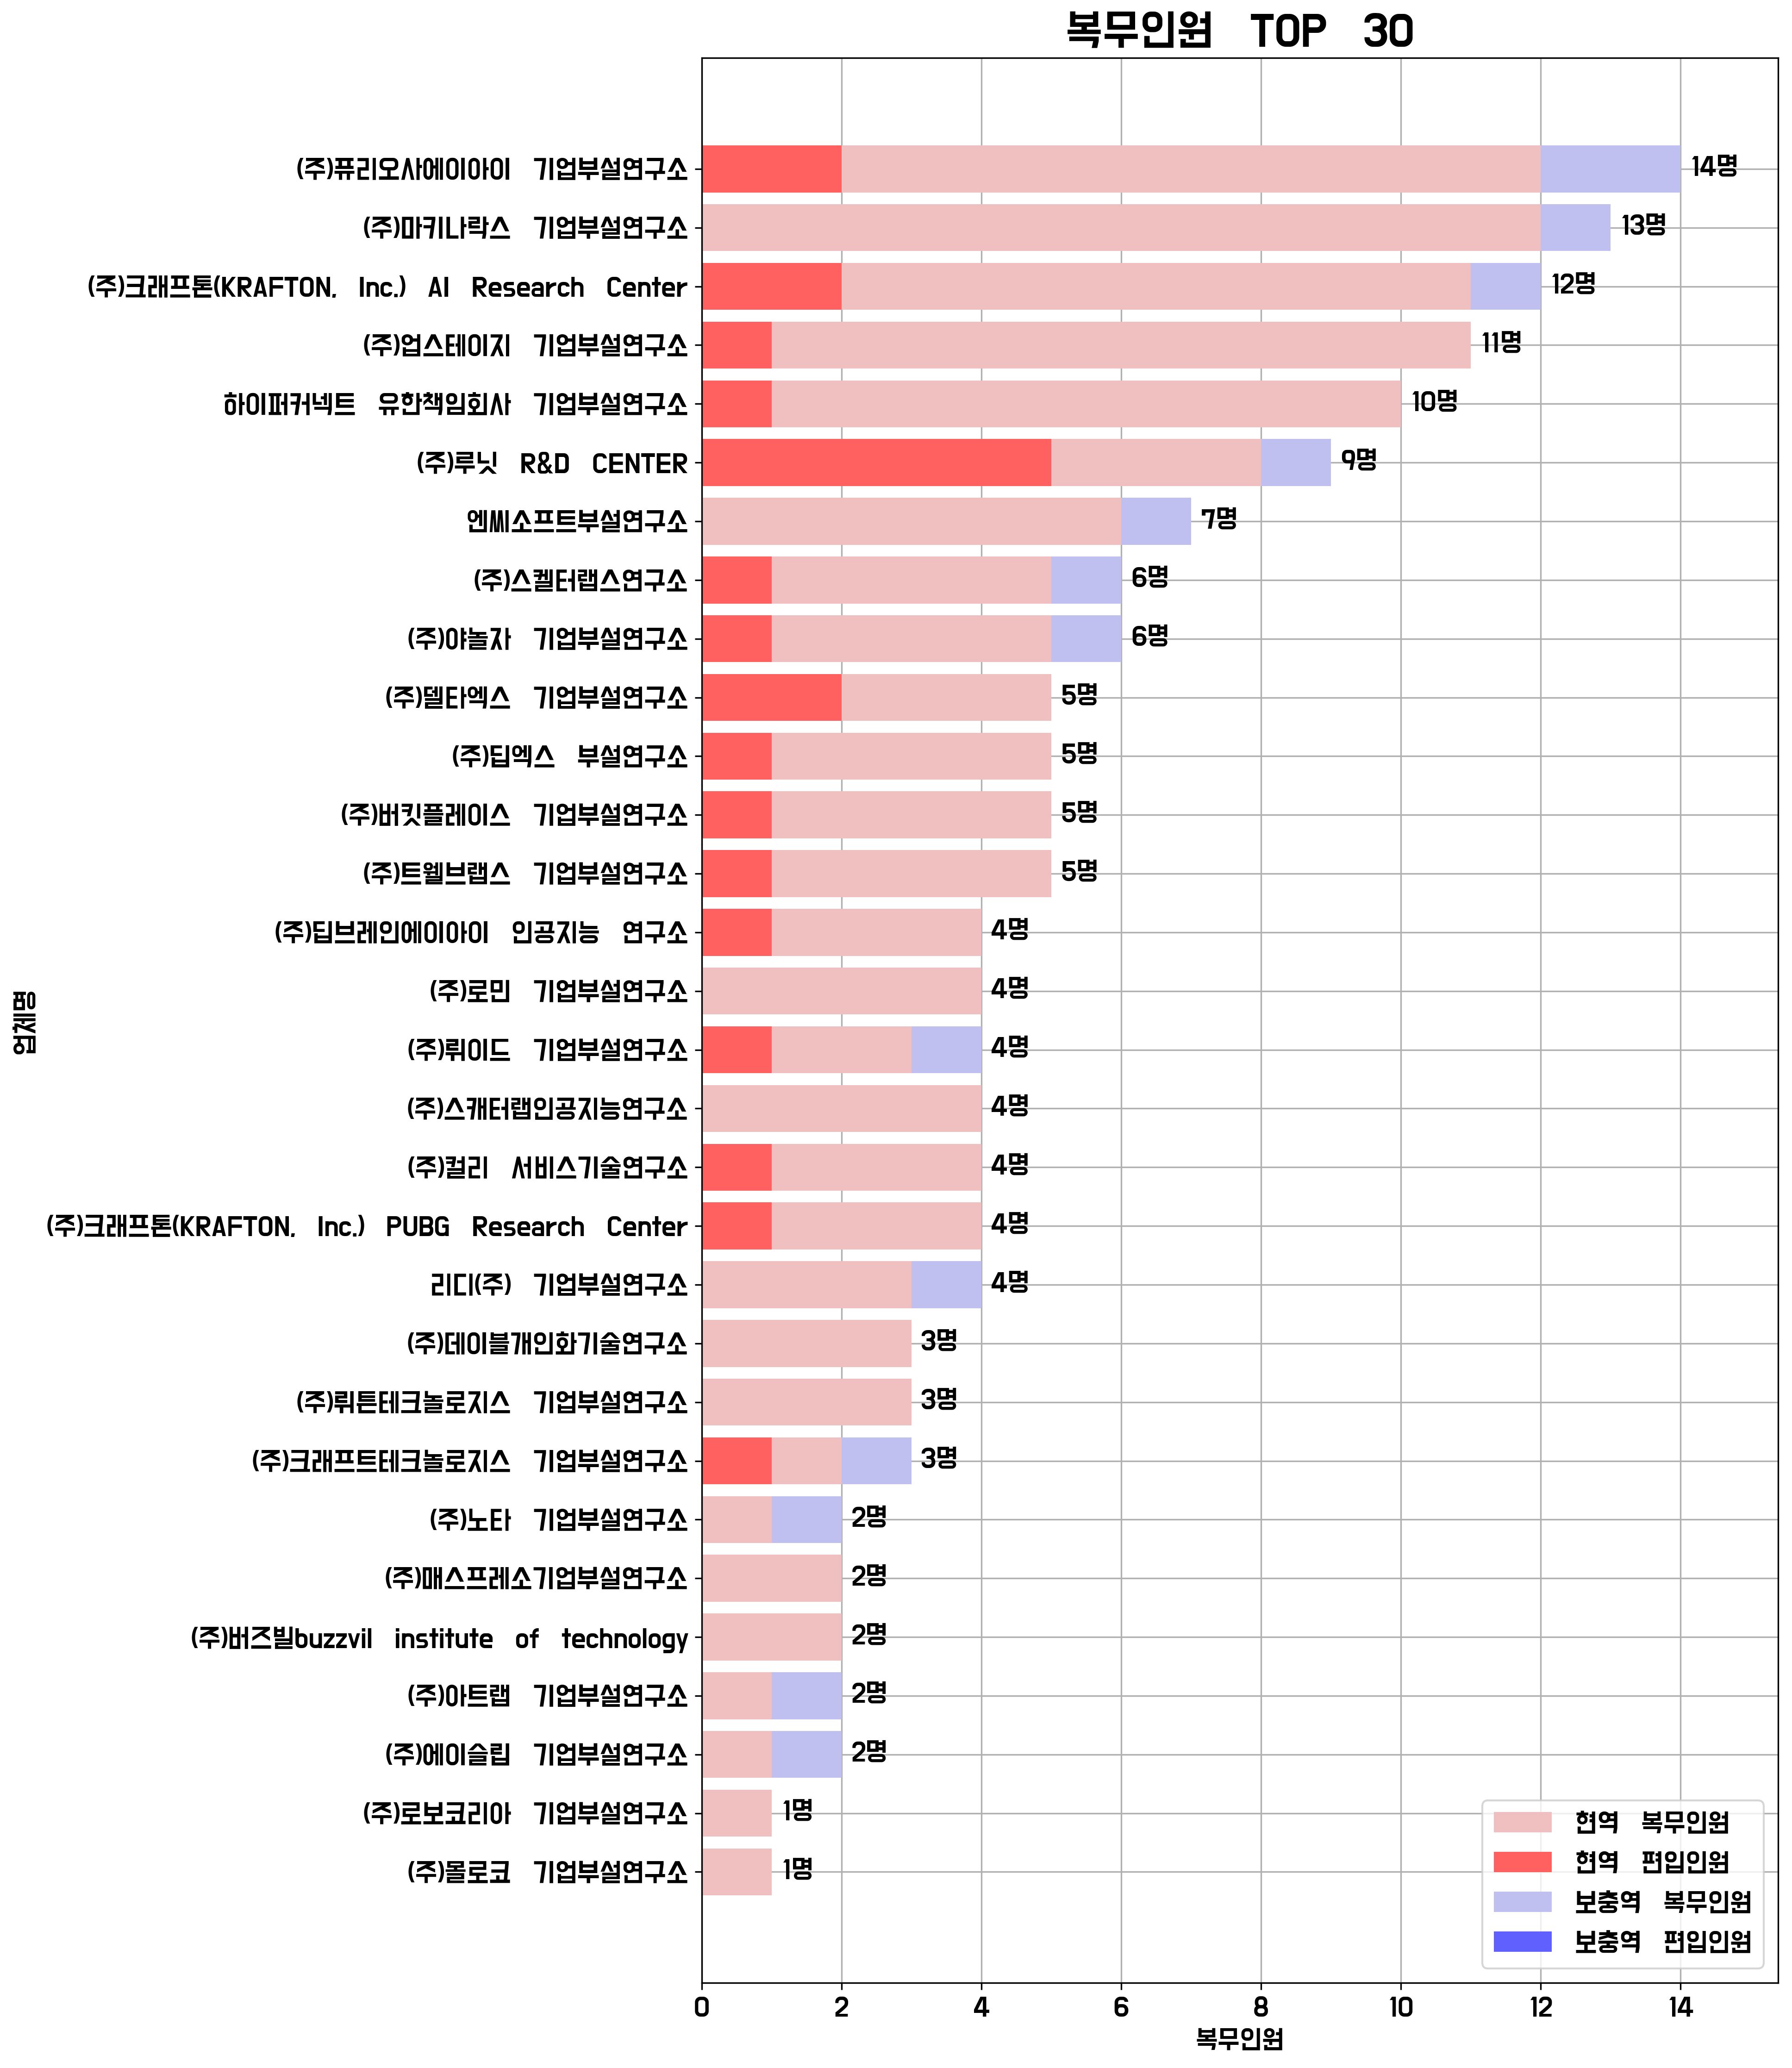 복무인원 TOP 30
(주)퓨리오사에이아이 기업부설연구소 14명
(주)마키나락스 기업부설연구소 13명
(주)크래프톤(KRAFTON, Inc.) AI Research Center 12명
(주)업스테이지 기업부설연구소 11명
하이퍼커넥트 유한책임회사 기업부설연구소 10명
(주)루닛 R&D CENTER 9명
엔씨소프트부설연구소 7명
(주)스켈터랩스연구소 6명
(주)야놀자 기업부설연구소 6명
(주)델타엑스 기업부설연구소 5명
(주)딥엑스 부설연구소 5명
(주)버킷플레이스 기업부설연구소 5명
(주)트웰브랩스 기업부설연구소 5명
(주)딥브레인에이아이 인공지능 연구소 4명
(주)로민 기업부설연구소 4명
(주)뤼이드 기업부설연구소 4명
(주)스캐터랩인공지능연구소 4명
(주)컬리 서비스기술연구소 4명
(주)크래프톤(KRAFTON, Inc.) PUBG Research Center 4명
리디(주) 기업부설연구소 4명
(주)데이블개인화기술연구소 3명
(주)뤼튼테크놀로지스 기업부설연구소 3명
(주)크래프트테크놀로지스 기업부설연구소 3명
(주)노타 기업부설연구소 2명
(주)매스프레소기업부설연구소 2명
(주)버즈빌buzzvil institute of technology 2명
(주)아트랩 기업부설연구소 2명
(주)에이슬립 기업부설연구소 2명
(주)로보코리아 기업부설연구소 1명
(주)몰로코 기업부설연구소 1명
업체명
현역 복무인원
현역 편입인원
보충역 복무인원
보충역 편입인원
0 2 4 6 8 10 12 14
복무인원